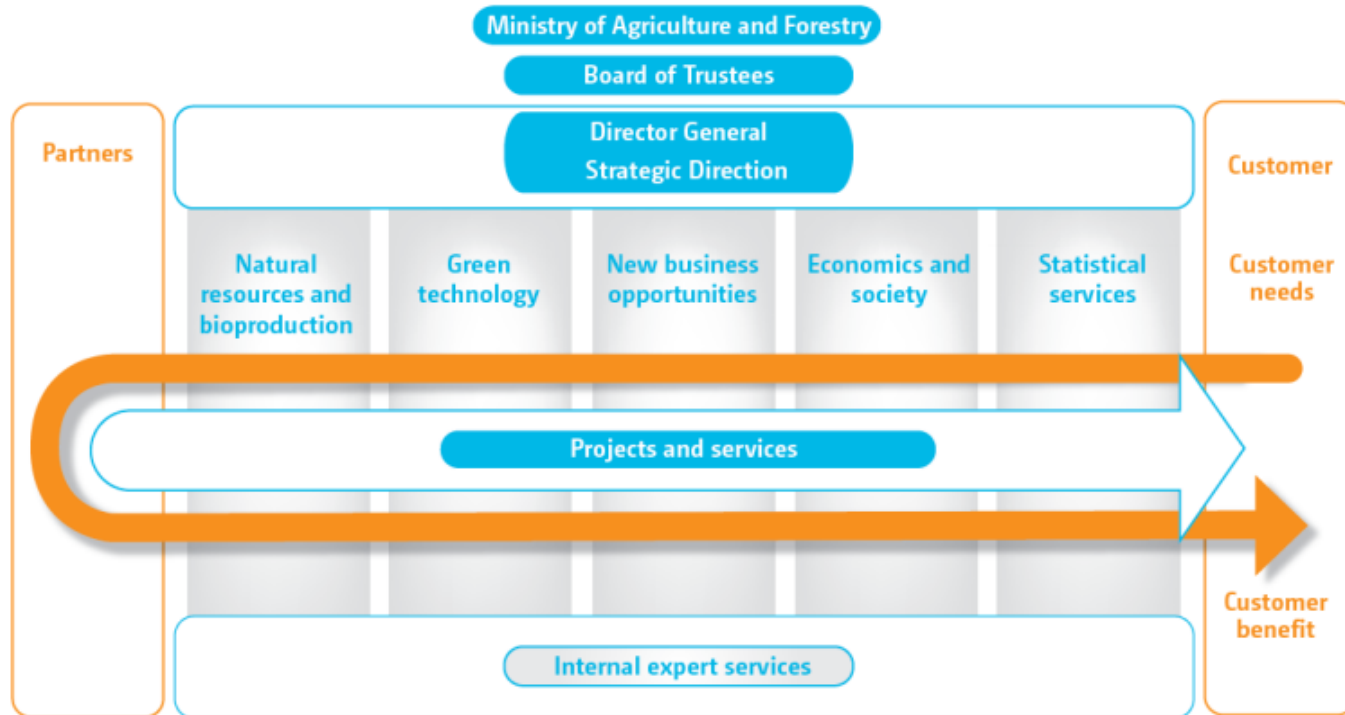 Ministry of Agriculture and Forestry
Board of Trustees
Director General
Strategic Direction
Partners
Customer
Natural
resources and
bioproduction
Green
technology
New business
opportunities
Economics and
society
Statistical
services
Customer
needs
Projects and services
Customer
benefit
Internal expert services